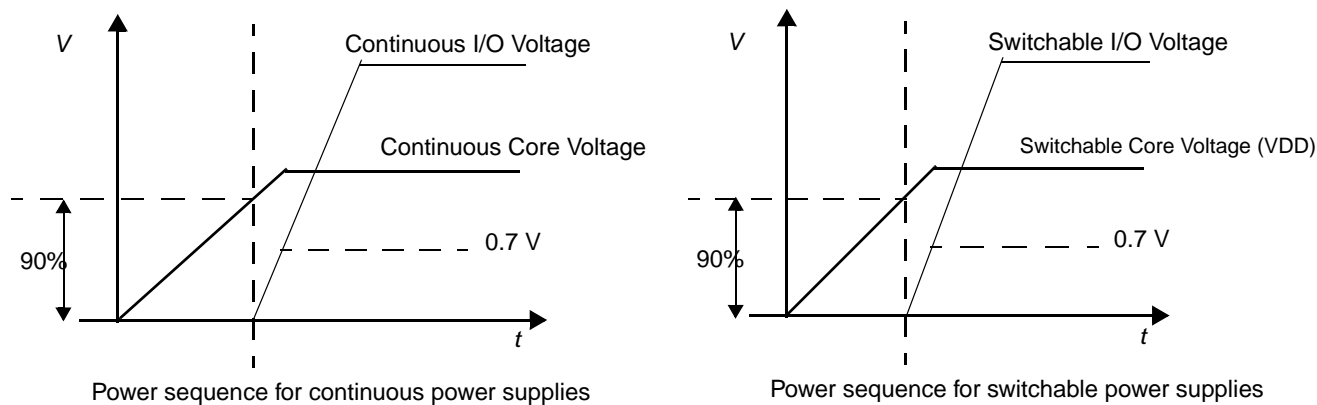 V
Continuous I/O Voltage
Continuous Core Voltage
0.7 V
90%
t
Power sequence for continuous power supplies
V
Switchable I/O Voltage
Switchable Core Voltage (VDD)
0.7 V
90%
t
Power sequence for switchable power supplies